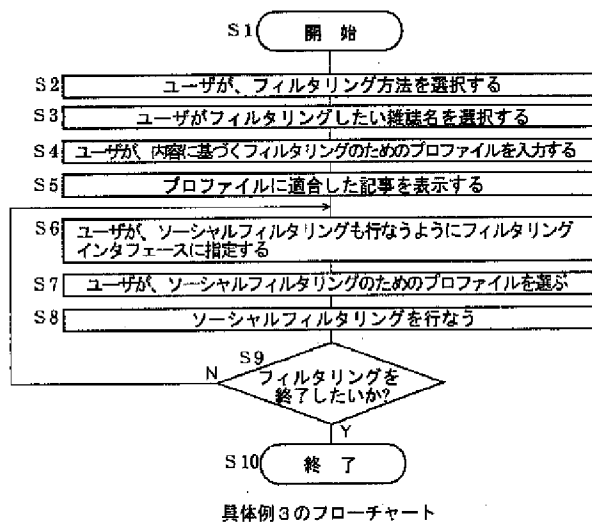 S1 開 始
S2 ユーザが、フィルタリング方法を選択する
S3 ユーザがフィルタリングしたい雑誌名を選択する
S4 ユーザが、内容に基づくフィルタリングのためのプロファイルを入力する
S5 プロファイルに適合した記事を表示する
S6 ユーザが、ソーシャルフィルタリングも行なうようにフィルタリング
インタフェースに指定する
S7 ユーザが、ソーシャルフィルタリングのためのプロファイルを選ぶ
S8 ソーシャルフィルタリングを行なう
S9
N フィルタリングを
終了したいか?
Y
S10 終 了
具体例3のフローチャート